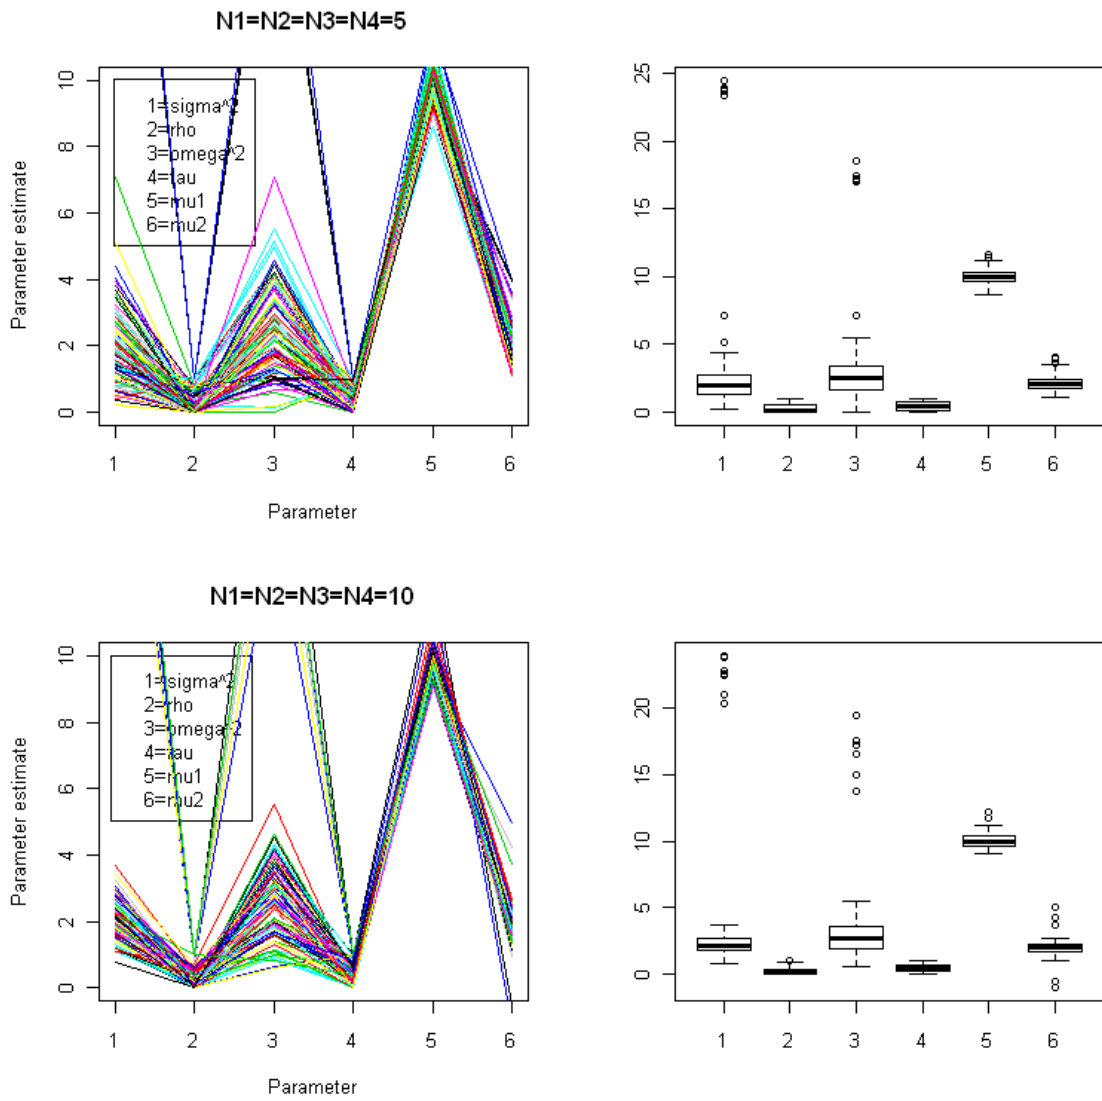 N1=N2=N3=N4=5
Parameter estimate
0 2 4 6 8 10
1=sigma^2
2=rho
3=omega^2
4=tau
5=mu1
6=mu2
1 2 3 4 5 6
Parameter
0 5 10 15 20 25
1 2 3 4 5 6
N1=N2=N3=N4=10
Parameter estimate
0 2 4 6 8 10
1=sigma^2
2=rho
3=omega^2
4=tau
5=mu1
6=mu2
1 2 3 4 5 6
Parameter
0 5 10 15 20
1 2 3 4 5 6